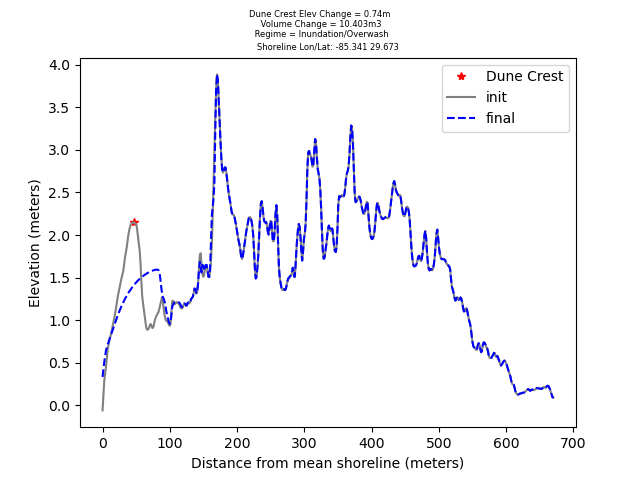 Dune Crest Elev Change = 0.74m
Volume Change = 10.403m3
Regime = Inundation/Overwash
Shoreline Lon/Lat: -85.341 29.673
Dune Crest
init
final
Elevation (meters)
4.0
3.5
3.0
2.5
2.0
1.5
1.0
0.5
0.0
0 100 200 300 400 500 600 700
Distance from mean shoreline (meters)